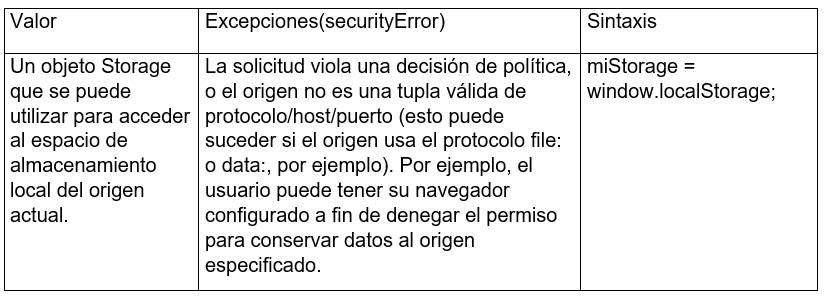 Valor
Excepciones(securityError)
Sintaxis
Un objeto Storage
que se puede
utilizar para acceder
al espacio de
almacenamiento
local del origen
actual.
La solicitud viola una decisión de política,
o el origen no es una tupla válida de
protocolo/host/puerto (esto puede
suceder si el origen usa el protocolo file:
o data:, por ejemplo). Por ejemplo, el
usuario puede tener su navegador
configurado a fin de denegar el permiso
para conservar datos al origen
especificado.
miStorage =
window.localStorage;